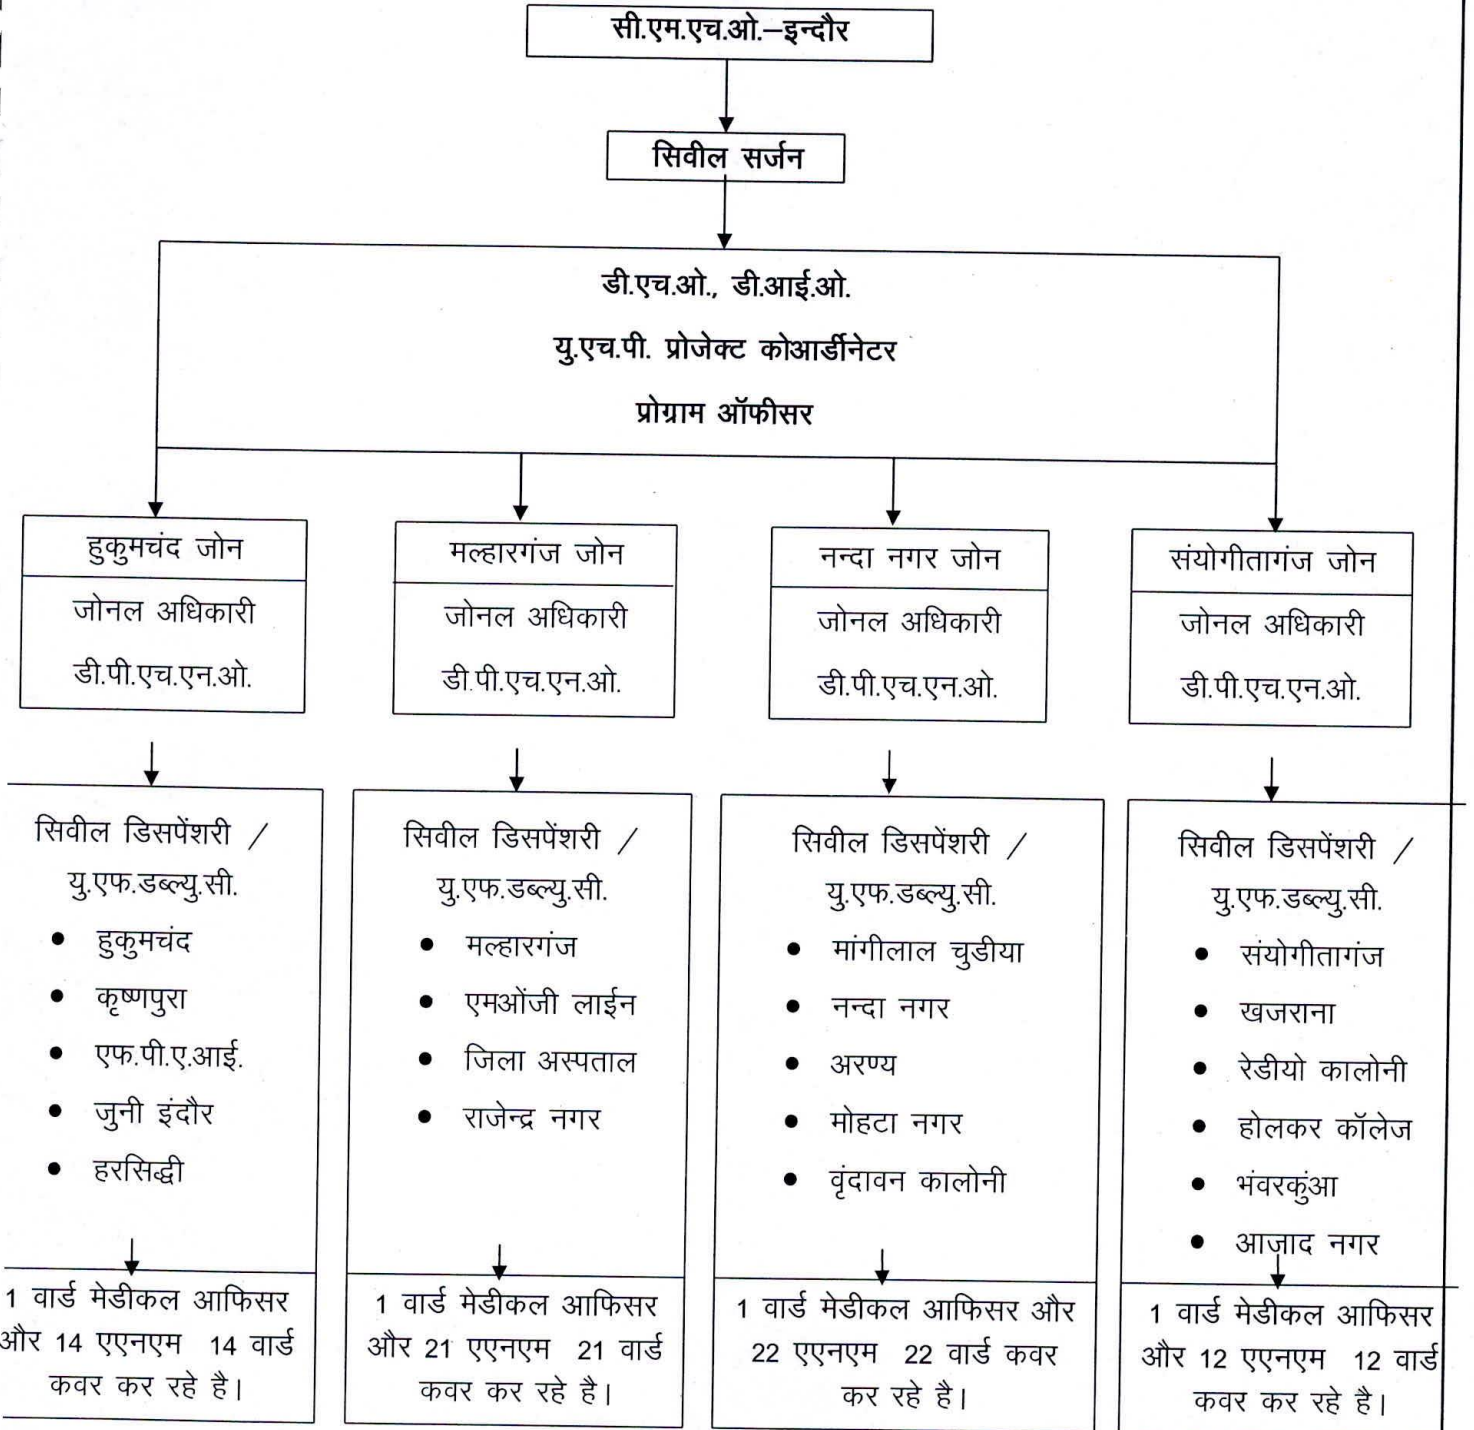 सी.एम.एच.ओ.–इन्दौर
सिवील सर्जन
डी.एच.ओ., डी.आई.ओ.
यु.एच.पी. प्रोजेक्ट कोआर्डीनेटर
प्रोग्राम ऑफीसर
हुकुमचंद जोन
जोनल अधिकारी
डी.पी.एच.एन.ओ.
मल्हारगंज जोन
जोनल अधिकारी
डी.पी.एच.एन.ओ.
नन्दा नगर जोन
जोनल अधिकारी
डी.पी.एच.एन.ओ.
संयोगीतागंज जोन
जोनल अधिकारी
डी.पी.एच.एन.ओ.
सिवील डिसपेंशरी /
यु.एफ.डब्ल्यु.सी.
• हुकुमचंद
• कृष्णपुरा
• एफ.पी.ए.आई.
• जुनी इंदौर
• हरसिद्धी
1 वार्ड मेडीकल आफिसर
और 14 एएनएम 14 वार्ड
कवर कर रहे है।
सिवील डिसपेंशरी /
यु.एफ.डब्ल्यु.सी.
• मल्हारगंज
• एमओंजी लाईन
• जिला अस्पताल
• राजेन्द्र नगर
1 वार्ड मेडीकल आफिसर
और 21 एएनएम 21 वार्ड
कवर कर रहे है।
सिवील डिसपेंशरी /
यु.एफ.डब्ल्यु.सी.
• मांगीलाल चुडीया
• नन्दा नगर
• अरण्य
• मोहटा नगर
• वृंदावन कालोनी
1 वार्ड मेडीकल आफिसर और
22 एएनएम 22 वार्ड कवर
कर रहे है।
सिवील डिसपेंशरी /
यु.एफ.डब्ल्यु.सी.
• संयोगीतागंज
• खजराना
• रेडीयो कालोनी
• होलकर कॉलेज
• भंवरकुंआ
• आज़ाद नगर
1 वार्ड मेडीकल आफिसर
और 12 एएनएम 12 वार्ड
कवर कर रहे है।